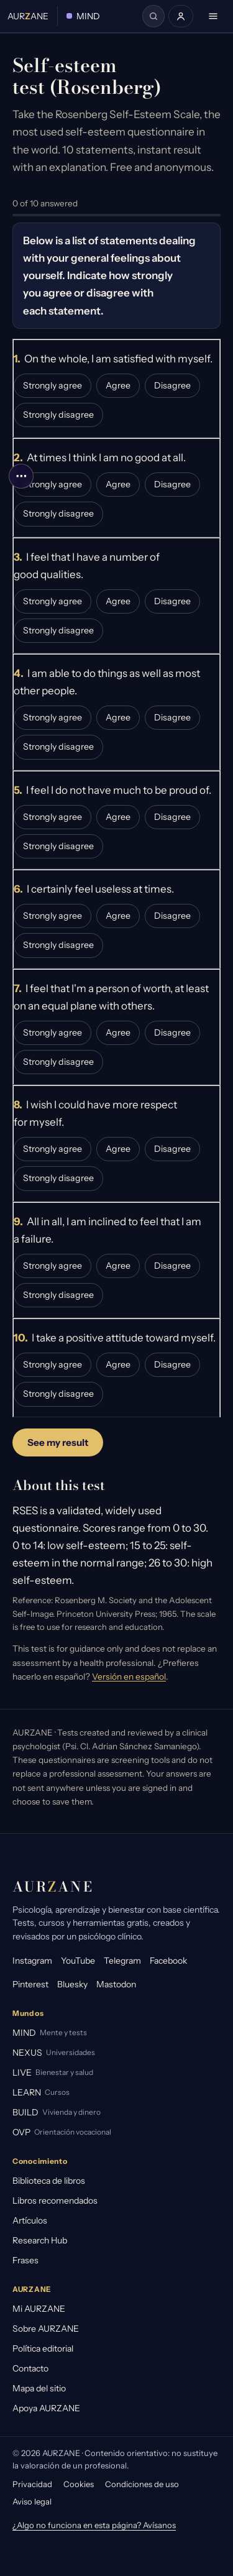 AURZANE MIND
Self-esteem
test (Rosenberg)
Take the Rosenberg Self-Esteem Scale, the
most used self-esteem questionnaire in
the world. 10 statements, instant result
with an explanation. Free and anonymous.
0 of 10 answered
Below is a list of statements dealing
with your general feelings about
yourself. Indicate how strongly
you agree or disagree with
each statement.
1. On the whole, I am satisfied with my self.
Strongly agree Agree Disagree
Strongly disagree
2. At times I think I am no good at all.
Strongly agree Agree Disagree
Strongly disagree
3. I feel that I have a number of
good qualities.
Strongly agree Agree Disagree
Strongly disagree
4. I am able to do things as well as most
other people.
Strongly agree Agree Disagree
Strongly disagree
5. I feel I do not have much to be proud of.
Strongly agree Agree Disagree
Strongly disagree
6. I certainly feel useless at times.
Strongly agree Agree Disagree
Strongly disagree
7. I feel that I'm a person of worth, at least
on an equal plane with others.
Strongly agree Agree Disagree
Strongly disagree
8. I wish I could have more respect
for myself.
Strongly agree Agree Disagree
Strongly disagree
9. All in all, I am inclined to feel that I am
a failure.
Strongly agree Agree Disagree
Strongly disagree
10. I take a positive attitude toward myself.
Strongly agree Agree Disagree
Strongly disagree
See my result
About this test
RSES is a validated, widely used
questionnaire. Scores range from 0 to 30.
0 to 14: low self-esteem; 15 to 25: self-
esteem in the normal range; 26 to 30: high
self-esteem.
Reference: Rosenberg M. Society and the Adolescent
Self-Image. Princeton University Press; 1965. The scale
is free to use for research and education.
This test is for guidance only and does not replace an
assessment by a health professional. ¿Prefieres
hacerlo en español? Versión en español.
AURZANE · Tests created and reviewed by a clinical
psychologist (Psi. Cl. Adrian Sánchez Samaniego).
These questionnaires are screening tools and do not
replace a professional assessment. Your answers are
not sent anywhere unless you are signed in and
choose to save them.
AURZANE
Psicología, aprendizaje y bienestar con base científica.
Tests, cursos y herramientas gratis, creados y
revisados por un psicólogo clínico.
Instagram YouTube Telegram Facebook
Pinterest Bluesky Mastodon
Mundos
MIND Mente y tests
NEXUS Universidades
LIVE Bienestar y salud
LEARN Cursos
BUILD Vivienda y dinero
OVP Orientación vocacional
Conocimiento
Biblioteca de libros
Libros recomendados
Artículos
Research Hub
Frases
AURZANE
Mi AURZANE
Sobre AURZANE
Política editorial
Contacto
Mapa del sitio
Apoya AURZANE
© 2026 AURZANE · Contenido orientativo: no sustituye
la valoración de un profesional.
Privacidad Cookies Condiciones de uso
Aviso legal
¿Algo no funciona en esta página? Avísanos